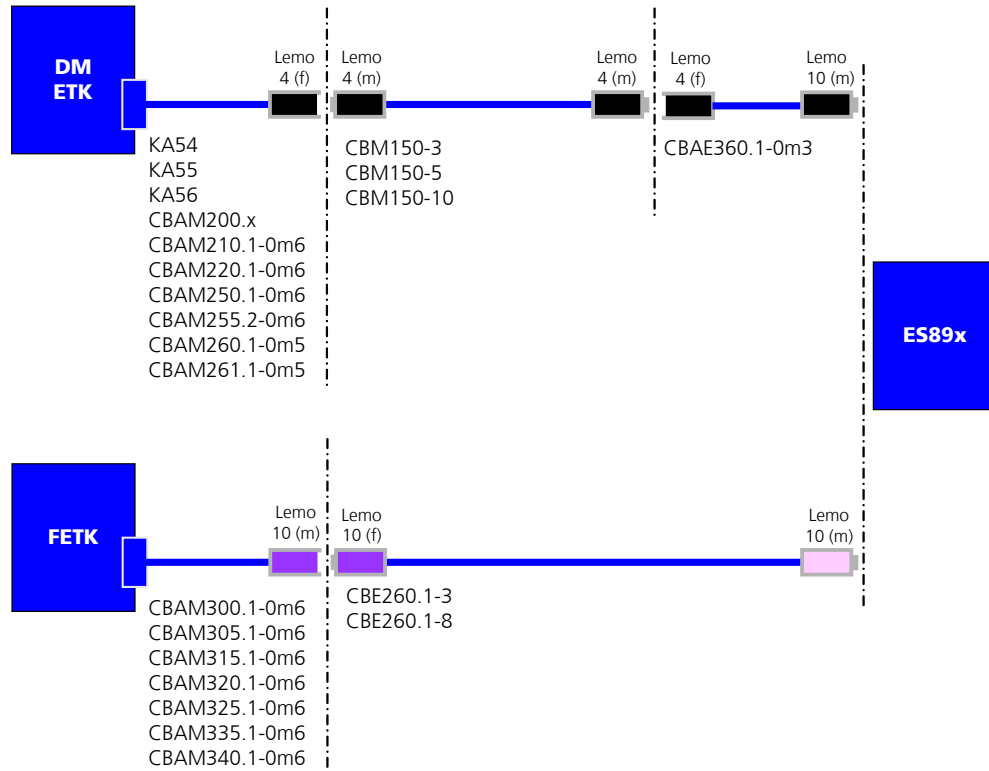 DM
ETK
Lemo
4 (f)
Lemo
4 (m)
Lemo
4 (m)
Lemo
4 (f)
Lemo
10 (m)
KA54
KA55
KA56
CBAM200.x
CBAM210.1-0m6
CBAM220.1-0m6
CBAM250.1-0m6
CBAM255.2-0m6
CBAM260.1-0m5
CBAM261.1-0m5
CBM150-3
CBM150-5
CBM150-10
CBAE360.1-0m3
ES89x
FETK
Lemo
10 (m)
Lemo
10 (f)
Lemo
10 (m)
CBAM300.1-0m6
CBAM305.1-0m6
CBAM315.1-0m6
CBAM320.1-0m6
CBAM325.1-0m6
CBAM335.1-0m6
CBAM340.1-0m6
CBE260.1-3
CBE260.1-8